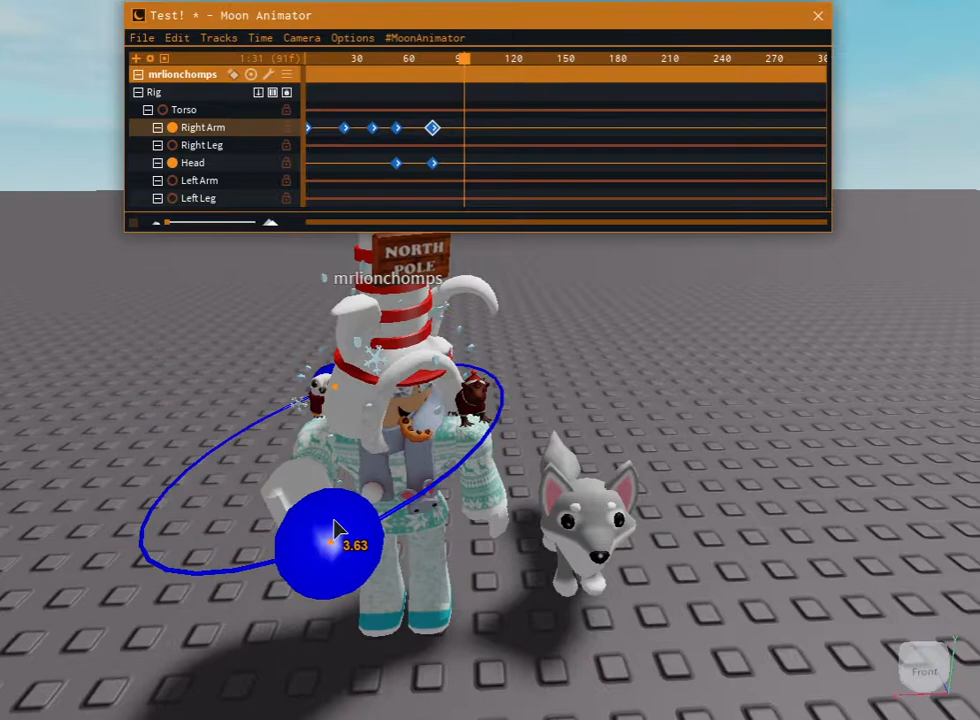 Test! * - Moon Animator
File Edit Tracks Time Camera Options #MoonAnimator
1:31 (91f) 30 60 9 120 150 180 210 240 270 30
mrlionchomps
Rig
Torso
Right Arm
Right Leg
Head
Left Arm
Left Leg
NORTH
POLE
mrlionchomps
3.63
Front
Y